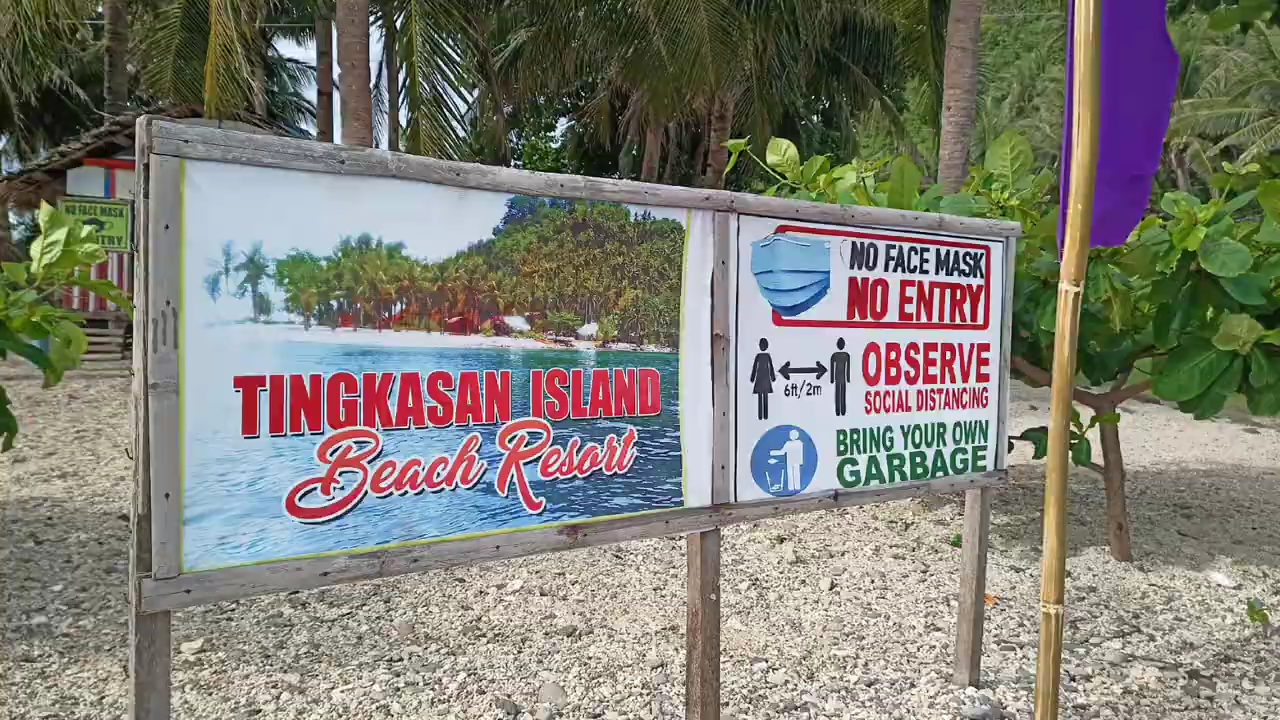 NO FACE MASK
ENTRY
TINGKASAN ISLAND
Beach Resort
NO FACE MASK
NO ENTRY
6ft/2m
OBSERVE
SOCIAL DISTANCING
BRING YOUR OWN
GARBAGE